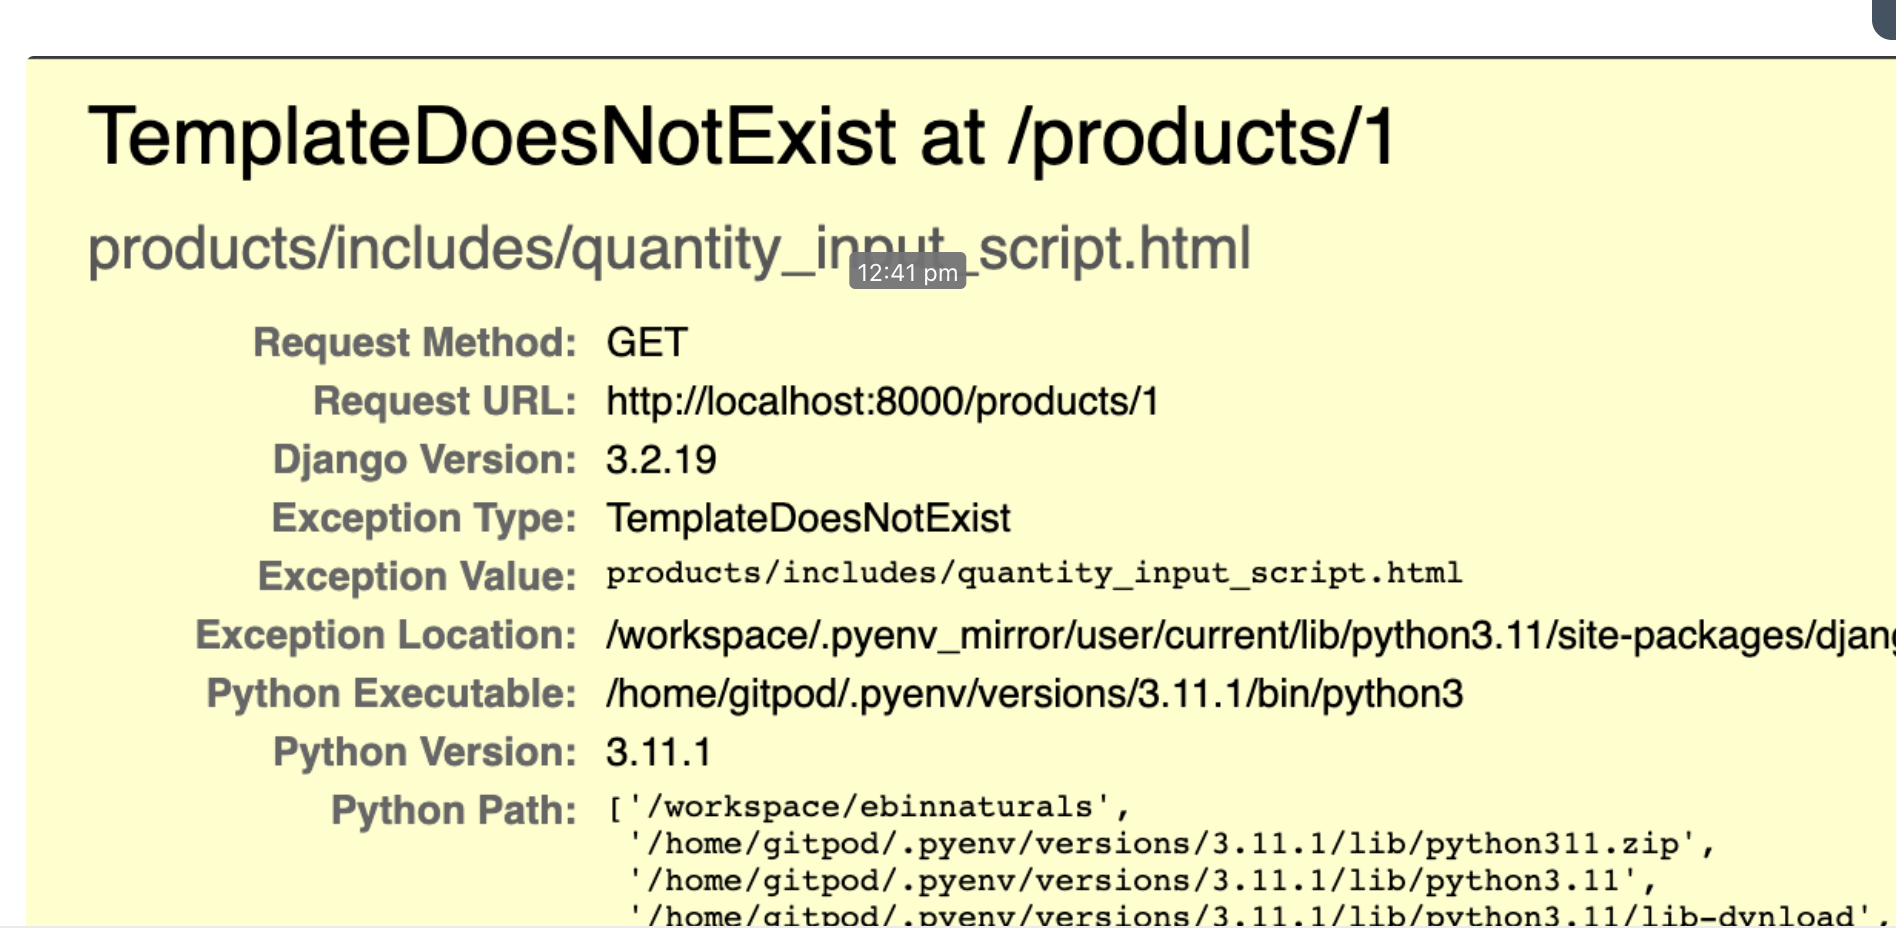 TemplateDoesNotExist at /products/1
products/includes/quantity_input_script.html
12:41 pm
Request Method: GET
Request URL: http://localhost:8000/products/1
Django Version: 3.2.19
Exception Type: TemplateDoesNotExist
Exception Value: products/includes/quantity_input_script.html
Exception Location: /workspace/.pyenv_mirror/user/current/lib/python3.11/site-packages/djang
Python Executable: /home/gitpod/.pyenv/versions/3.11.1/bin/python3
Python Version: 3.11.1
Python Path: ['/workspace/ebinnaturals',
'/home/gitpod/.pyenv/versions/3.11.1/lib/python311.zip',
'/home/gitpod/.pyenv/versions/3.11.1/lib/python3.11',
'/home/gitpod/.pyenv/versions/3.11.1/lib/python3.11/lib-dynload',